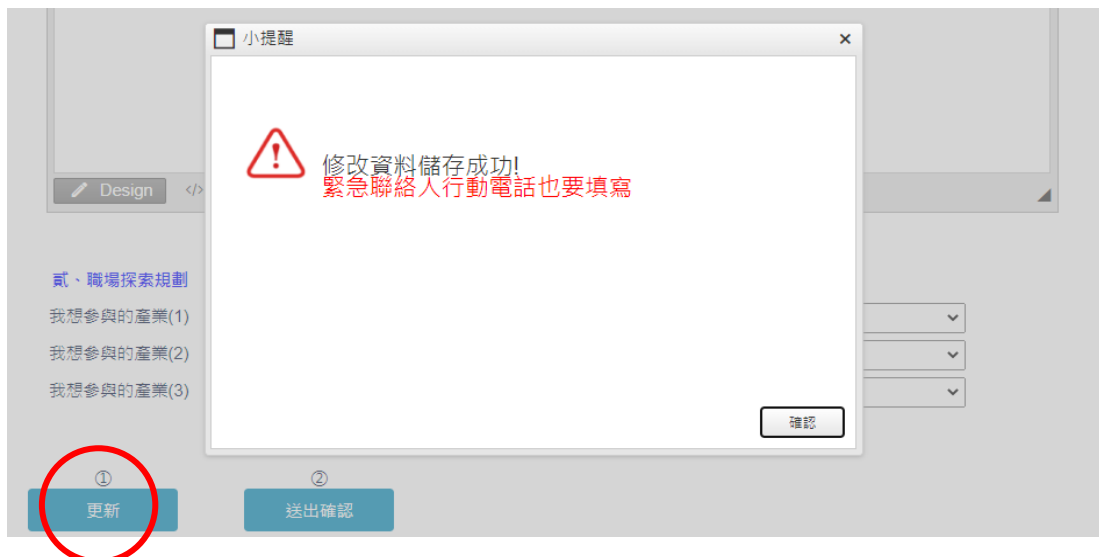 小提醒
×
修改資料儲存成功!
緊急聯絡人行動電話也要填寫
Design </>
貳、職場探索規劃
我想參與的產業(1)
我想參與的產業(2)
我想參與的產業(3)
確認
① ②
更新 送出確認